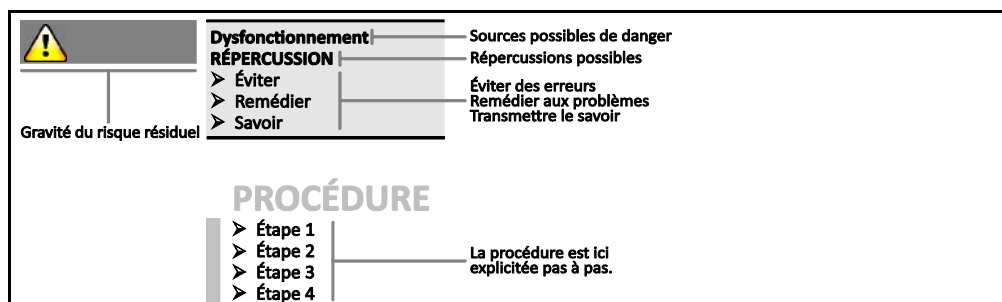 Dysfonctionnement
RÉPERCUSSION
➤ Éviter
➤ Remédier
➤ Savoir
Gravité du risque résiduel
Sources possibles de danger
Répercussions possibles
Éviter des erreurs
Remédier aux problèmes
Transmettre le savoir
PROCÉDURE
➤ Étape 1
➤ Étape 2
➤ Étape 3
➤ Étape 4
La procédure est ici
explicitée pas à pas.